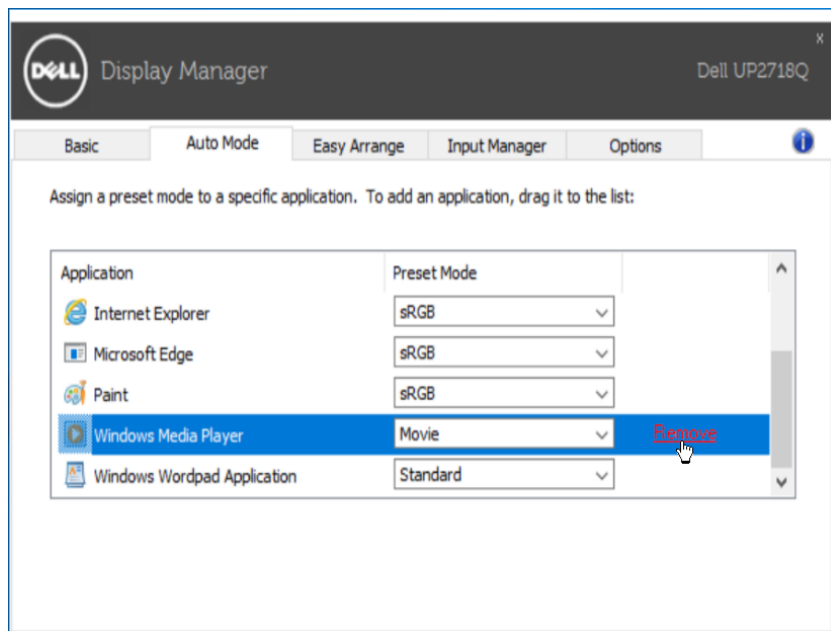 x
DELL Display Manager Dell UP2718Q
Basic Auto Mode Easy Arrange Input Manager Options
Assign a preset mode to a specific application. To add an application, drag it to the list:
Application Preset Mode
Internet Explorer sRGB
Microsoft Edge sRGB
Paint sRGB
Windows Media Player Movie Remove
Windows Wordpad Application Standard